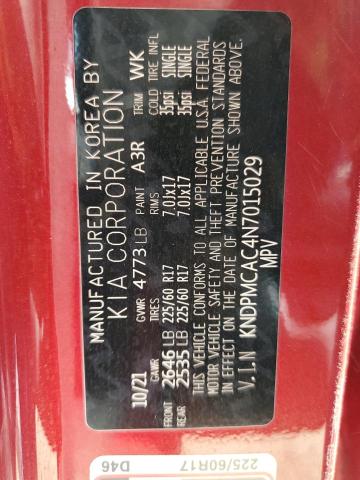 MANUFACTURED IN KOREA BY
KIA CORPORATION
10/21 GVWR 4773 LB PAINT A3R TRIM WK
GAWR TIRES RIMS COLD TIRE INFL
FRONT 2646 LB 225/60 R17 7.0JX17 35psi SINGLE
REAR 2535 LB 225/60 R17 7.0JX17 35psi SINGLE
THIS VEHICLE CONFORMS TO ALL APPLICABLE U.S.A. FEDERAL
MOTOR VEHICLE SAFETY AND THEFT PREVENTION STANDARDS
IN EFFECT ON THE DATE OF MANUFACTURE SHOWN ABOVE.
V.I.N KNDPMCAC4N7015029
MPV
D46
225/60R17